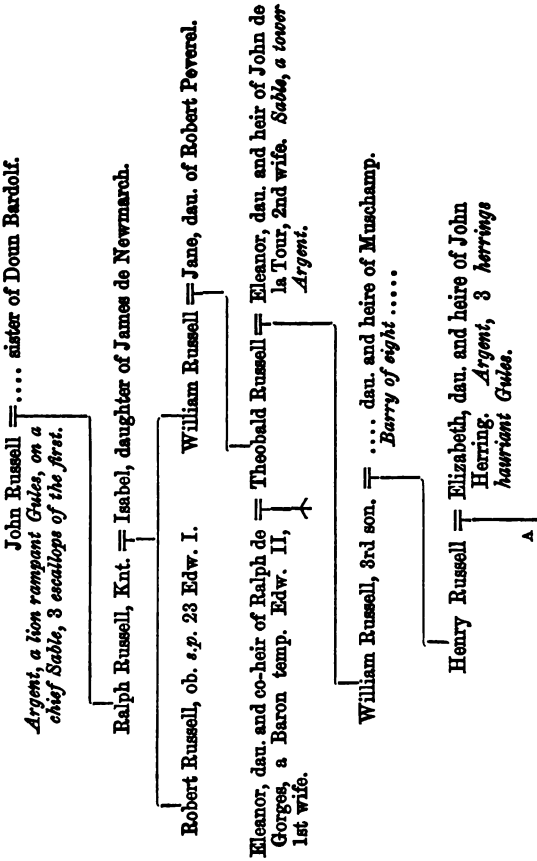 John Russell = .... sister of Doun Bardolf.
Argent, a lion rampant Gules, on a
chief Sable, 3 escallops of the first.
Ralph Russell, Knt. = Isabel, daughter of James de Newmarch.
Robert Russell, ob. s.p. 23 Edw. I.
William Russell = Jane, dau. of Robert Peverel.
Eleanor, dau. and co-heir of Ralph de
Gorges, a Baron temp. Edw. II,
1st wife.
= Theobald Russell =
Eleanor, dau. and heir of John de
la Tour, 2nd wife. Sable, a tower
Argent.
William Russell, 3rd son. = .... dau. and heire of Muschamp.
Barry of eight .....
Henry Russell = Elizabeth, dau. and heire of John
Herring. Argent, 3 herrings
hauriant Gules.
A